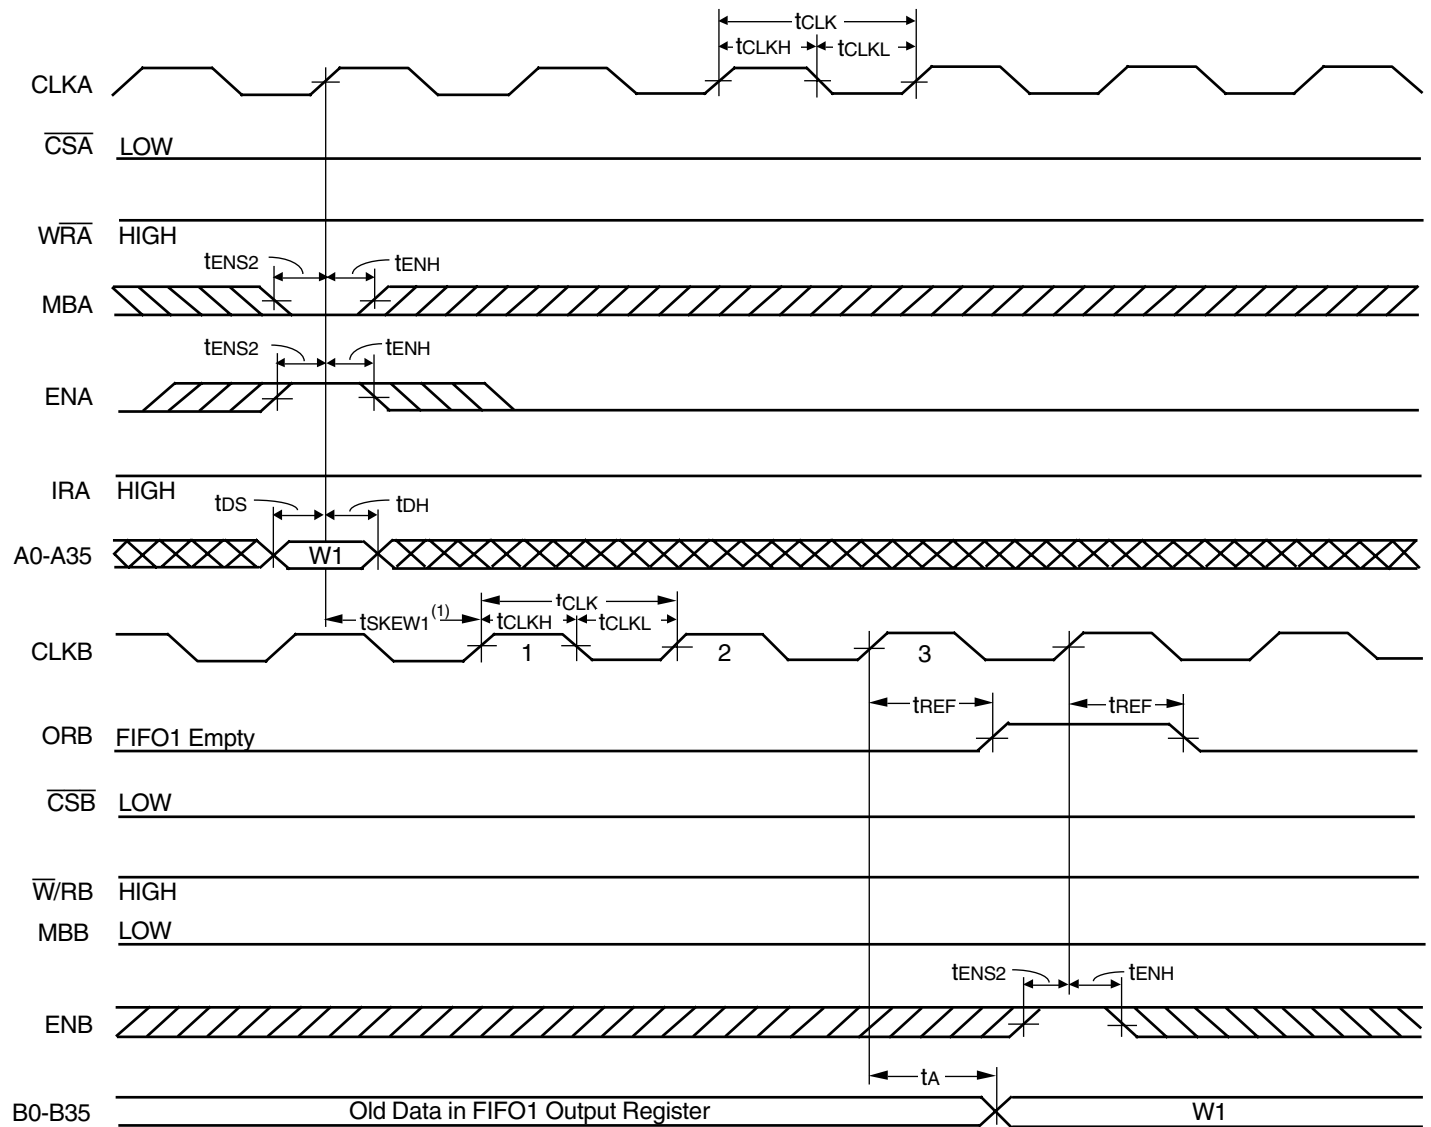 tCLK
tCLKH tCLKL
CLKA
CSA LOW
WRA HIGH
tENS2 tENH
MBA
tENS2 tENH
ENA
IRA HIGH
tDS tDH
A0-A35 W1
tSKEW1(1) tCLK
tCLKH tCLKL
CLKB 1 2 3
tREF tREF
ORB FIFO1 Empty
CSB LOW
W/RB HIGH
MBB LOW
tENS2 tENH
ENB
tA
B0-B35 Old Data in FIFO1 Output Register W1